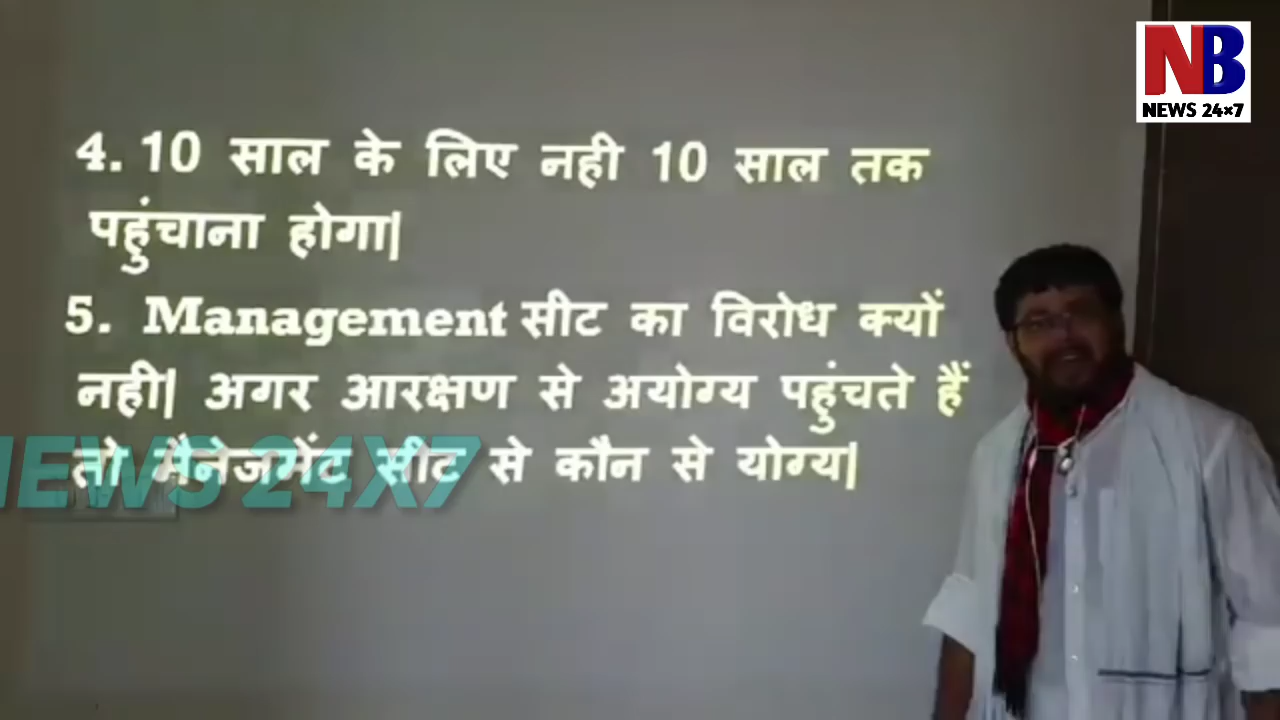 NB
NEWS 24×7
4. 10 साल के लिए नही 10 साल तक
पहुंचाना होगा|
5. Management सीट का विरोध क्यों
नही| अगर आरक्षण से अयोग्य पहुंचते हैं
तो मैनेजमेंट सीट से कौन से योग्य|
NEWS 24X7